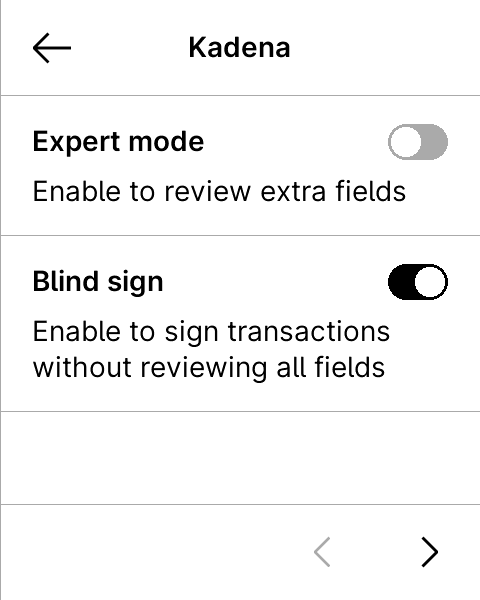 Kadena
Expert mode
Enable to review extra fields
Blind sign
Enable to sign transactions
without reviewing all fields